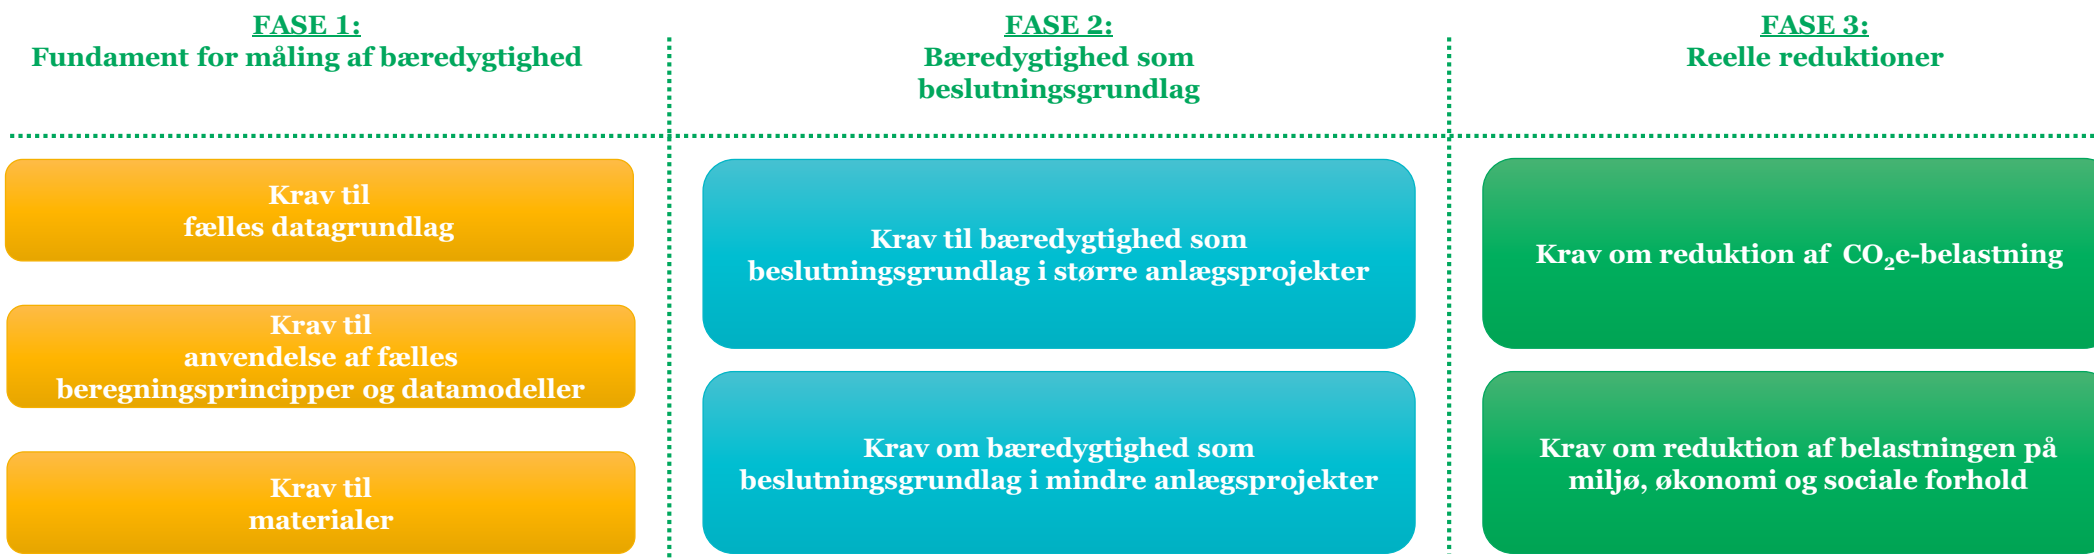 FASE 1:
Fundament for måling af bæredygtighed
FASE 2:
Bæredygtighed som
beslutningsgrundlag
FASE 3:
Reelle reduktioner
Krav til
fælles datagrundlag
Krav til
anvendelse af fælles
beregningsprincipper og datamodeller
Krav til
materialer
Krav til bæredygtighed som
beslutningsgrundlag i større anlægsprojekter
Krav om bæredygtighed som
beslutningsgrundlag i mindre anlægsprojekter
Krav om reduktion af  CO₂e-belastning
Krav om reduktion af belastningen på
miljø, økonomi og sociale forhold